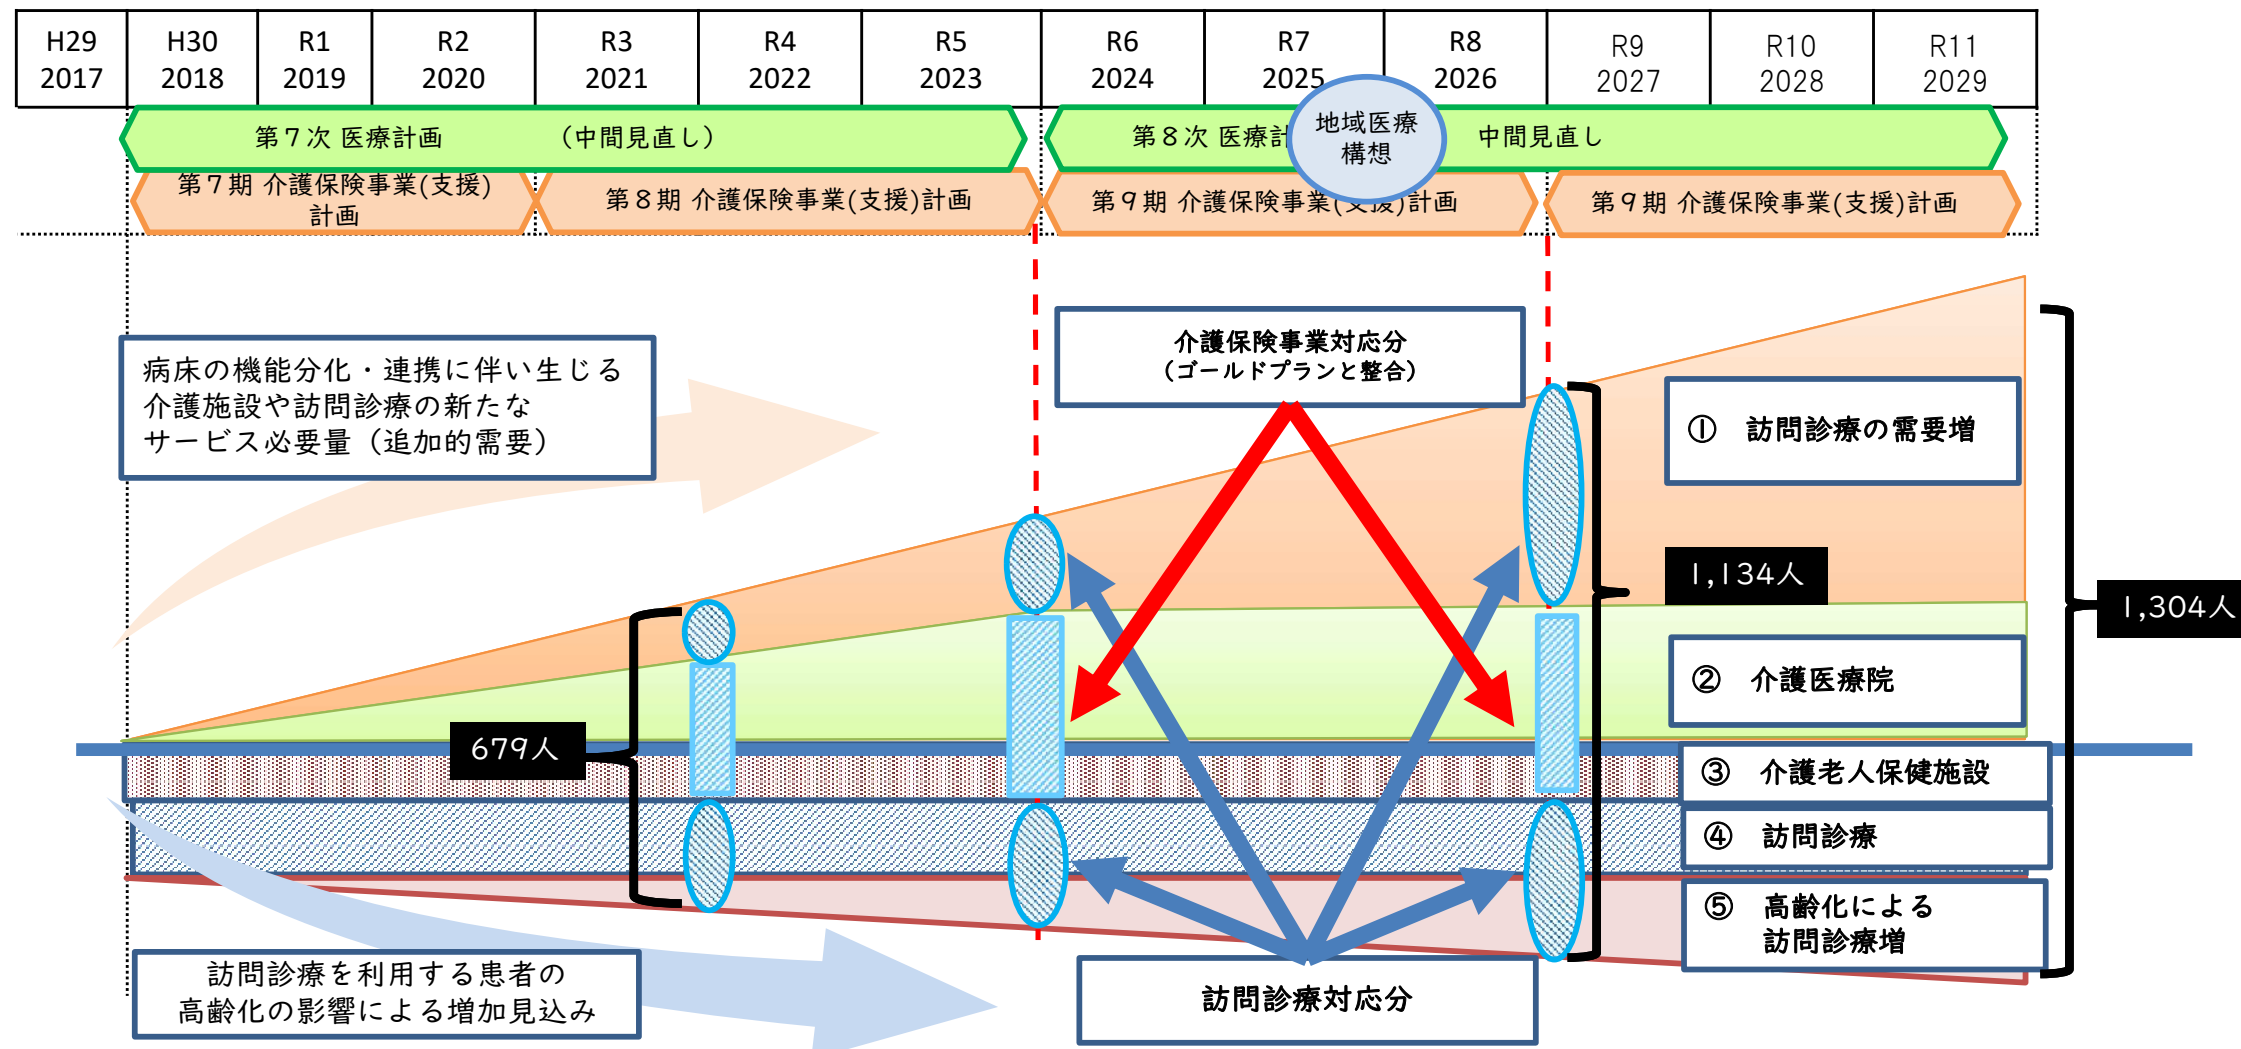 H29 H30 R1 R2 R3 R4 R5 R6 R7 R8 R9 R10 R11
2017 2018 2019 2020 2021 2022 2023 2024 2025 2026 2027 2028 2029
第７次 医療計画 （中間見直し）
第８次 医療計
地域医療
構想
中間見直し
第７期 介護保険事業(支援)
計画
第８期 介護保険事業(支援)計画
第９期 介護保険事業(支援)計画
第９期 介護保険事業(支援)計画
病床の機能分化・連携に伴い生じる
介護施設や訪問診療の新たな
サービス必要量（追加的需要）
介護保険事業対応分
（ゴールドプランと整合）
① 訪問診療の需要増
1,134人
1,304人
② 介護医療院
679人
③ 介護老人保健施設
④ 訪問診療
⑤ 高齢化による
訪問診療増
訪問診療を利用する患者の
高齢化の影響による増加見込み
訪問診療対応分